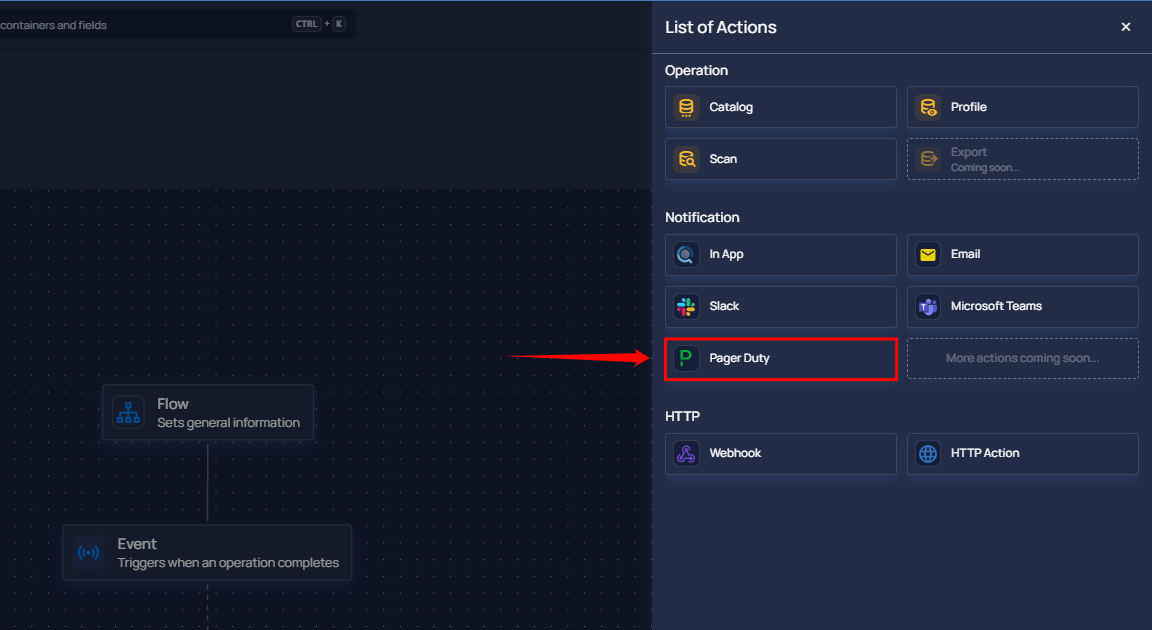 containers and fields
CTRL + K
List of Actions
Operation
Catalog
Profile
Scan
Export
Coming soon...
Notification
In App
Email
Slack
Microsoft Teams
Pager Duty
More actions coming soon...
HTTP
Webhook
HTTP Action
Flow
Sets general information
Event
Triggers when an operation completes